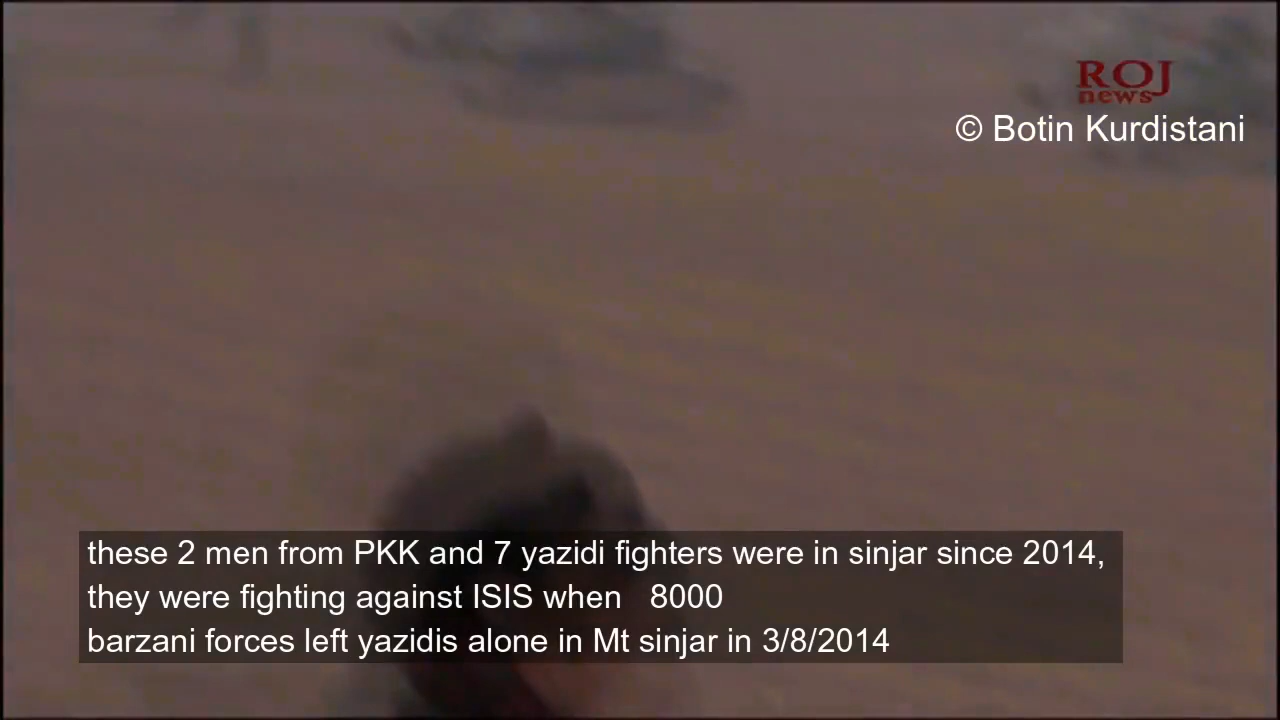 ROJ
news
© Botin Kurdistani
these 2 men from PKK and 7 yazidi fighters were in sinjar since 2014,
they were fighting against ISIS when   8000
barzani forces left yazidis alone in Mt sinjar in 3/8/2014